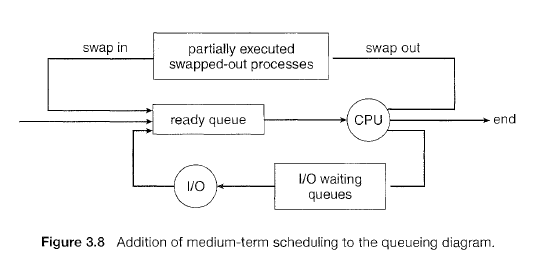 swap in
partially executed
swapped-out processes
swap out
ready queue
CPU
end
I/O
I/O waiting
queues
Figure 3.8 Addition of medium-term scheduling to the queueing diagram.